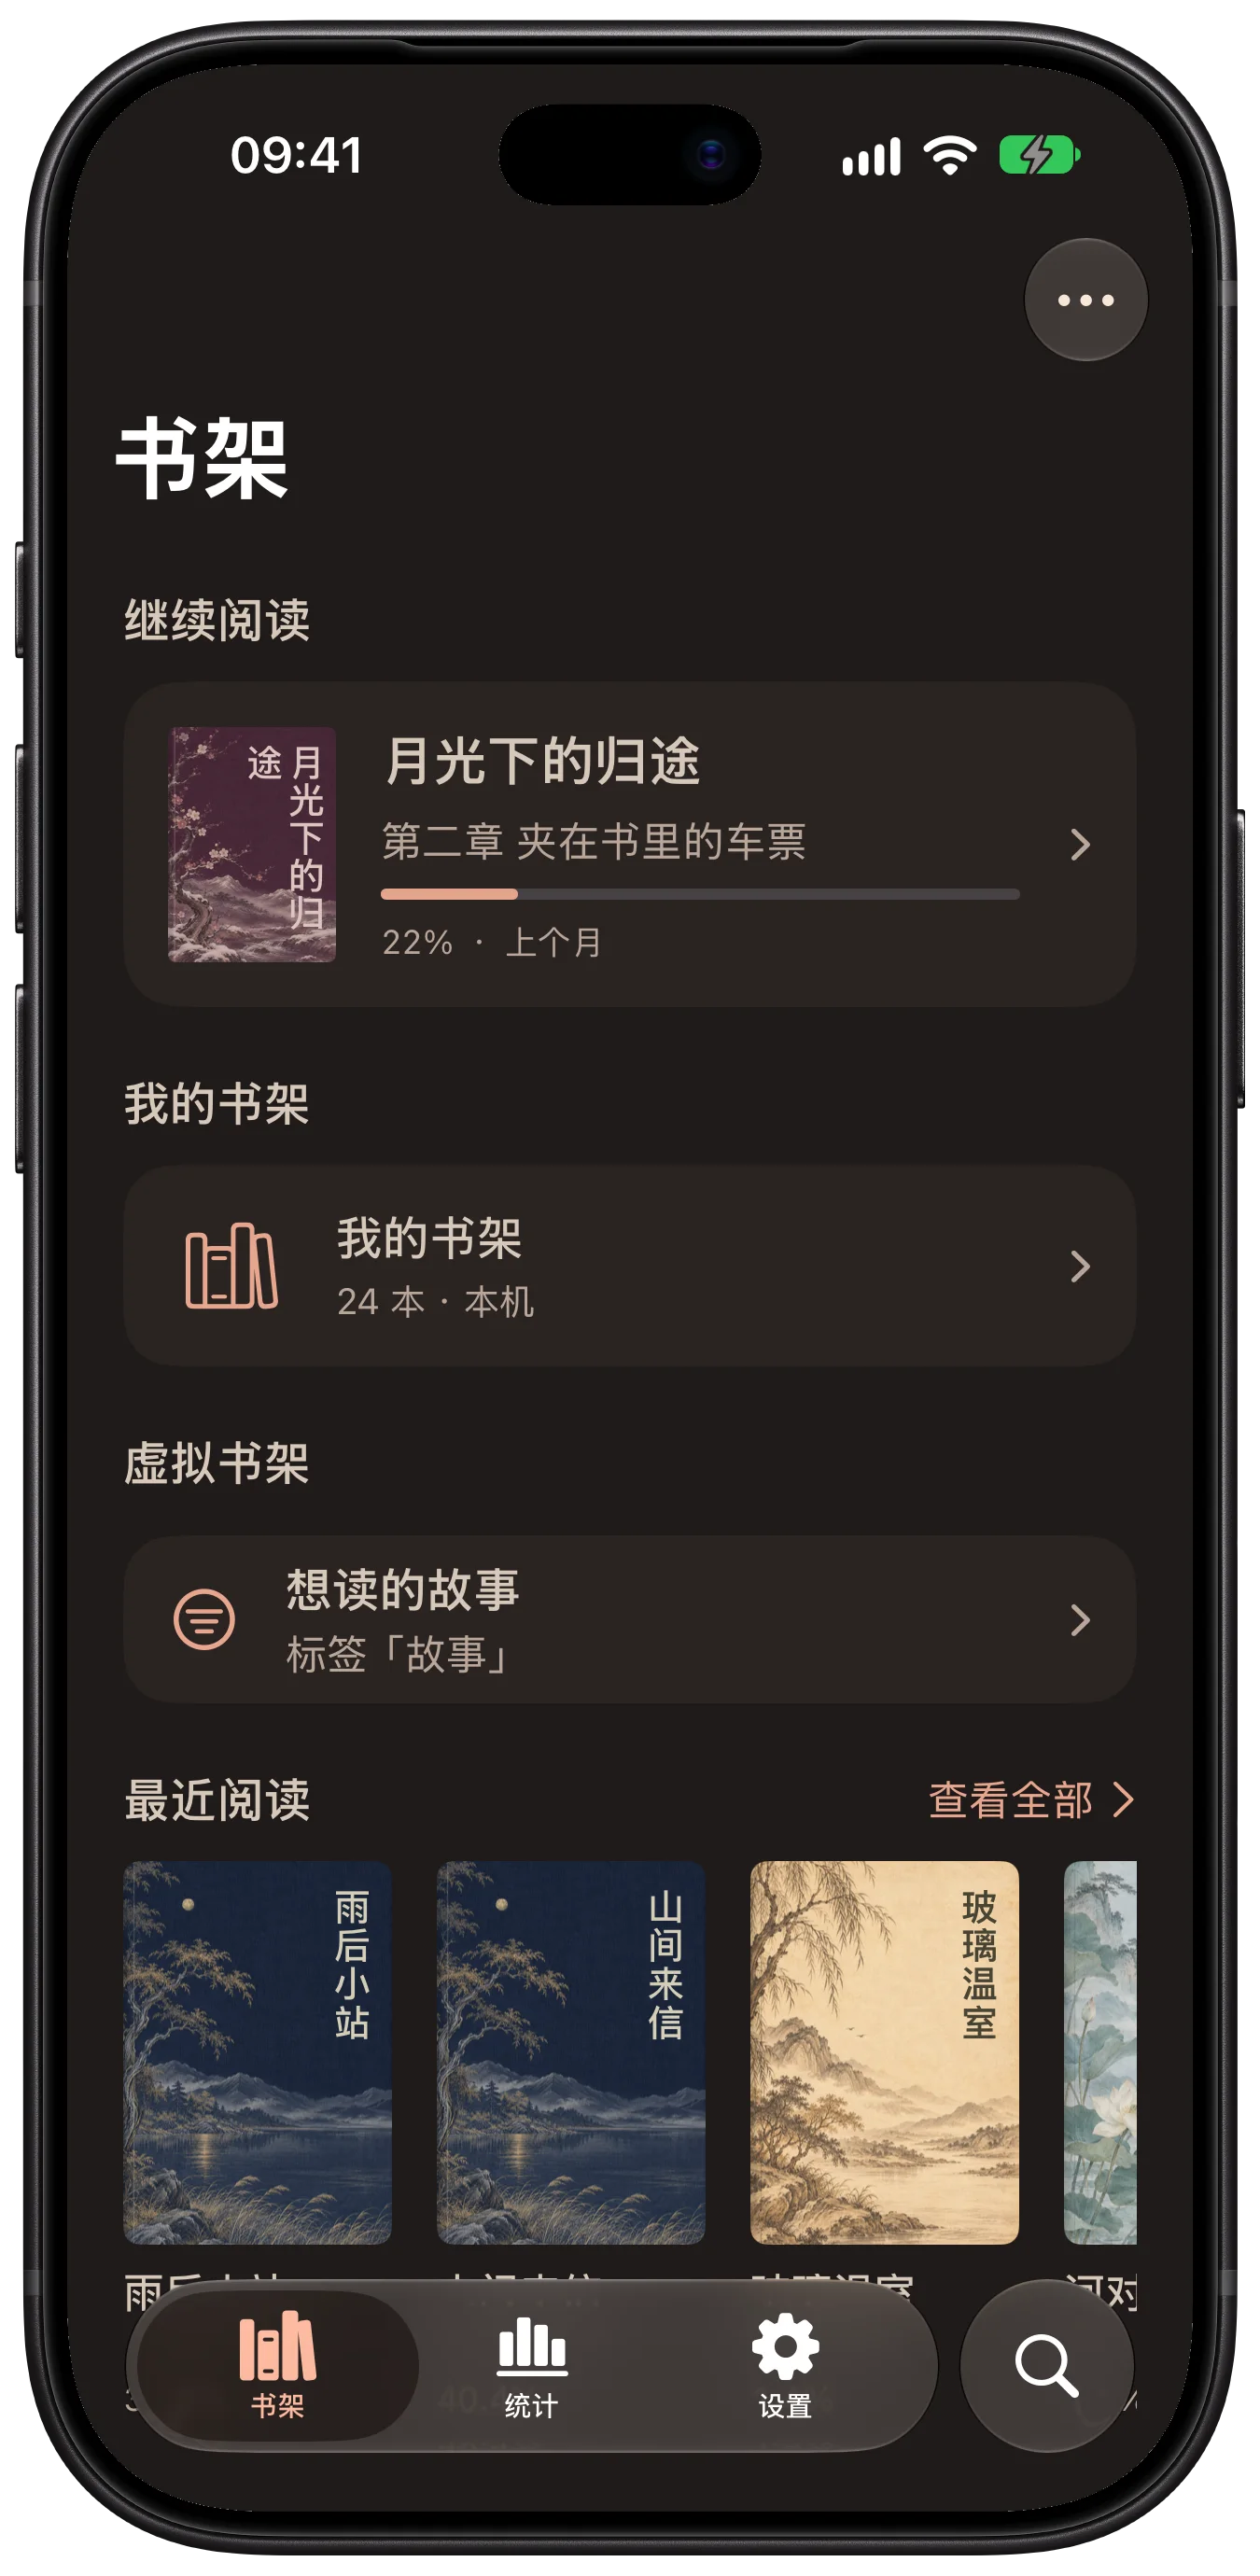 09:41
书架
继续阅读
月光下的归途
月光下的归途
第二章 夹在书里的车票
22% · 上个月
我的书架
我的书架
24 本 · 本机
虚拟书架
想读的故事
标签「故事」
最近阅读
查看全部
雨后小站
山间来信
玻璃温室
书架
统计
设置